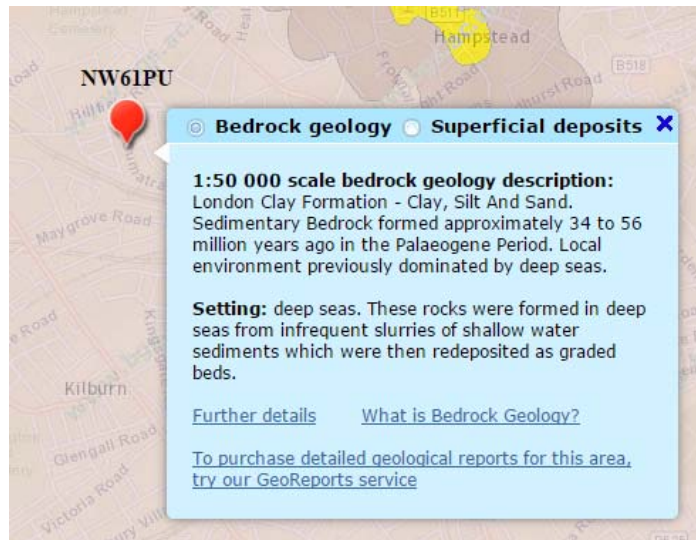 Hampstead
Cemetery
B511
Hampstead
B518
Road
NW61PU
Bedrock geology Superficial deposits X
1:50 000 scale bedrock geology description:
London Clay Formation - Clay, Silt And Sand.
Sedimentary Bedrock formed approximately 34 to 56
million years ago in the Palaeogene Period. Local
environment previously dominated by deep seas.
Setting: deep seas. These rocks were formed in deep
seas from infrequent slurries of shallow water
sediments which were then redeposited as graded
beds.
Further details What is Bedrock Geology?
To purchase detailed geological reports for this area,
try our GeoReports service
Maygrove Road
Kilburn
Glengall Road
Victoria Road